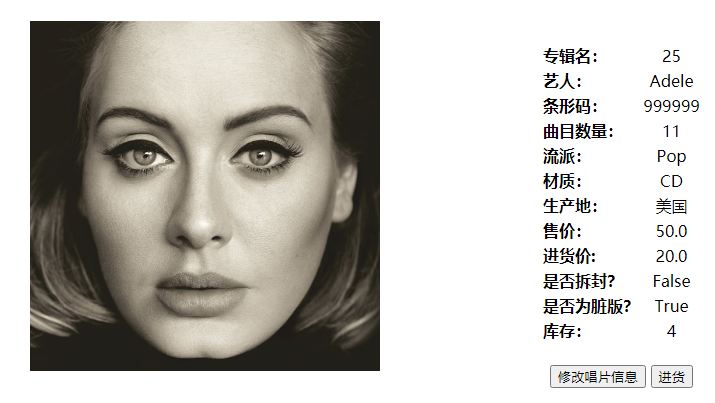 专辑名： 25
艺人： Adele
条形码： 999999
曲目数量： 11
流派： Pop
材质： CD
生产地： 美国
售价： 50.0
进货价： 20.0
是否拆封？ False
是否为脏版？ True
库存： 4
修改唱片信息 进货